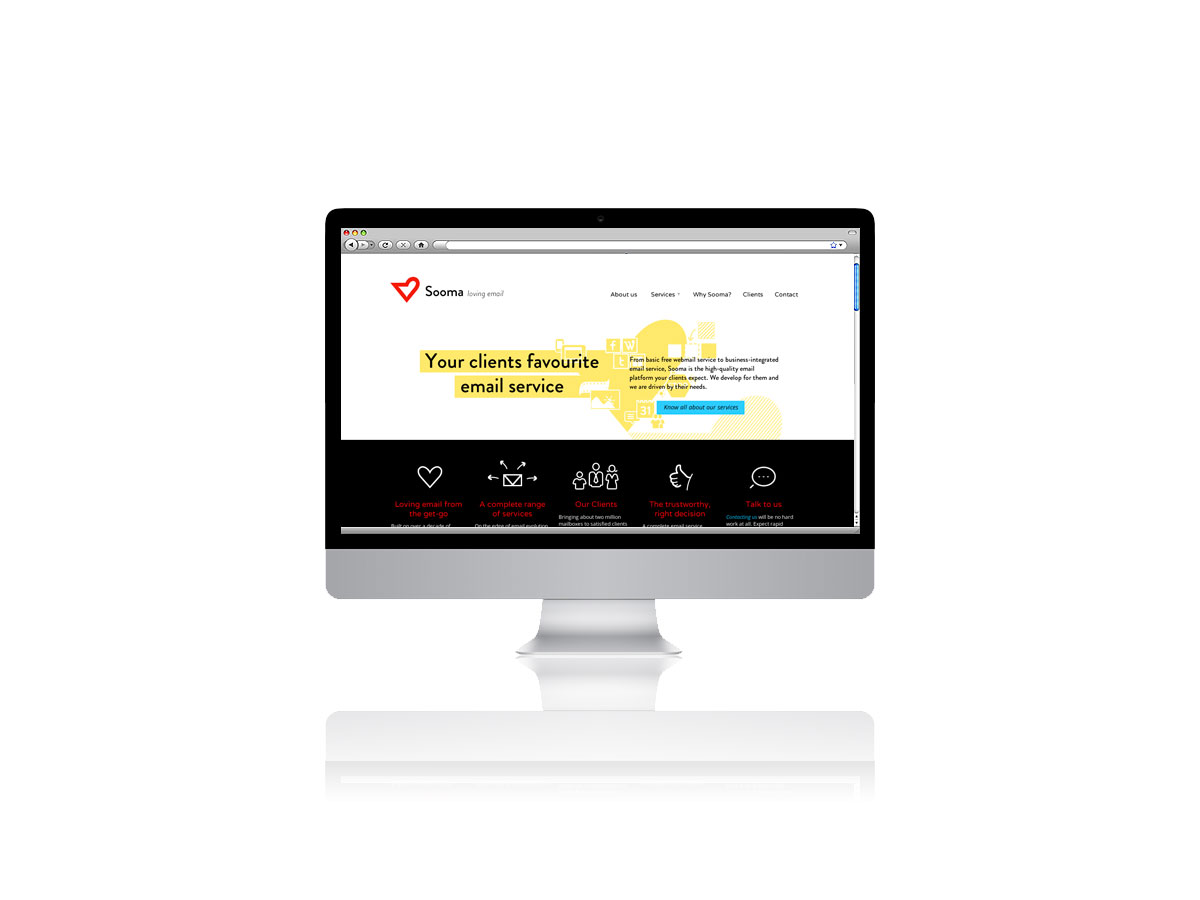 Sooma loving email!
About us Services Why Sooma? Clients Contact
Your clients favourite
email service
From basic free webmail service to business-integrated
email service, Sooma is the high-quality email
platform your clients expect. We develop for them and
we are driven by their needs.
Know all about our services
f W
t
31
Loving email from
the get-go
Built on over a decade of
A complete range
of services
On the edge of email evolution
Our Clients
Bringing about two million
mailboxes to satisfied clients
The trustworthy,
right decision
A complete email service
Talk to us
Contacting us will be no hard
work at all. Expect rapid